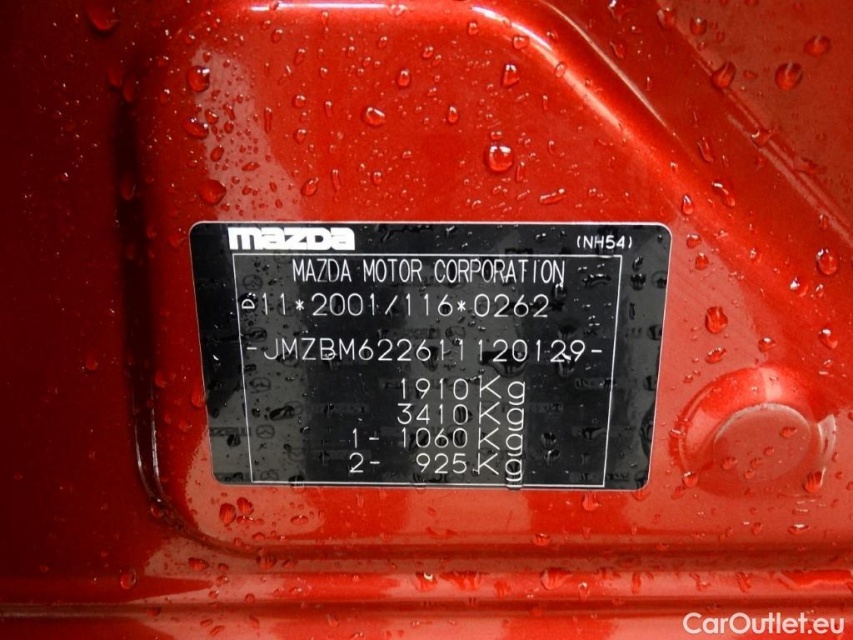 mazda (NH54)
MAZDA MOTOR CORPORATION
e11*2001/116*0262
-JMZBM622611120129-
1910Kg
3410Kg
1- 1060Kg
2- 925Kg
CarOutlet.eu